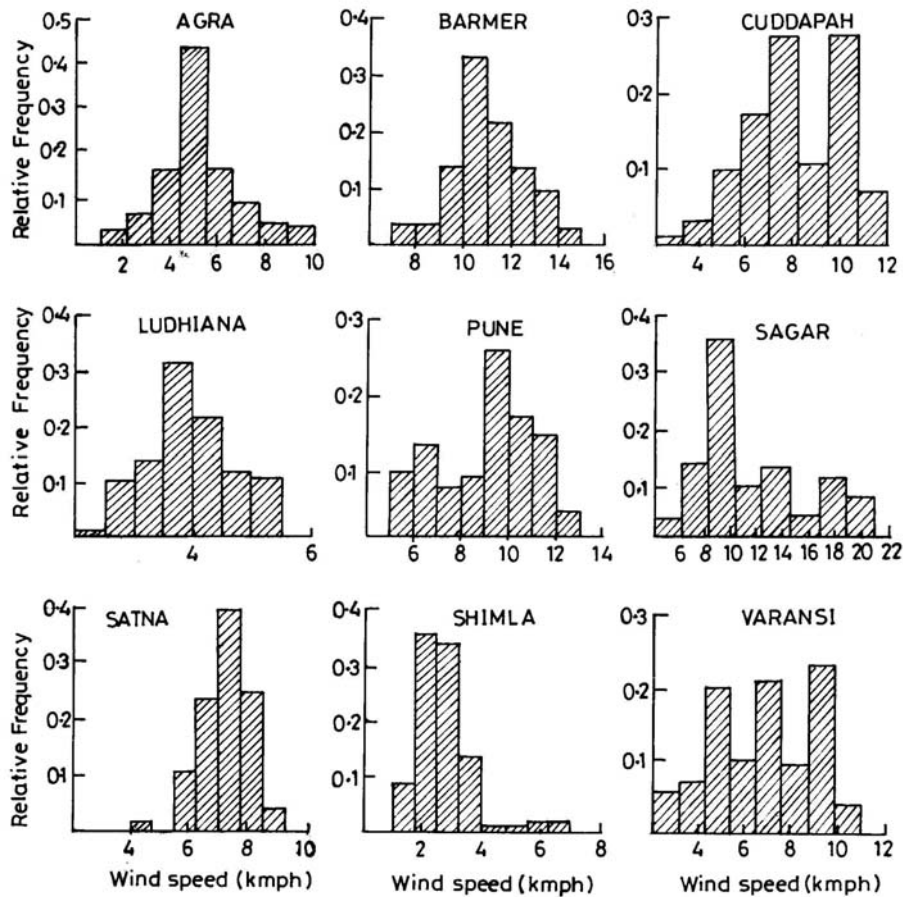 AGRA
BARMER
CUDDAPAH
Relative Frequency
0.5
0.4
0.3
0.2
0.1
2 4 6 8 10
0.4
0.3
0.2
0.1
8 10 12 14 16
0.3
0.2
0.1
4 6 8 10 12
LUDHIANA
PUNE
SAGAR
Relative Frequency
0.4
0.3
0.2
0.1
4 6
0.3
0.2
0.1
6 8 10 12 14
0.4
0.3
0.2
0.1
6 8 10 12 14 16 18 20 22
SATNA
SHIMLA
VARANSI
Relative Frequency
0.4
0.3
0.2
0.1
4 6 8 10
Wind speed (kmph)
0.4
0.3
0.2
0.1
2 4 6 8
Wind speed (kmph)
0.3
0.2
0.1
4 6 8 10 12
Wind speed (kmph)